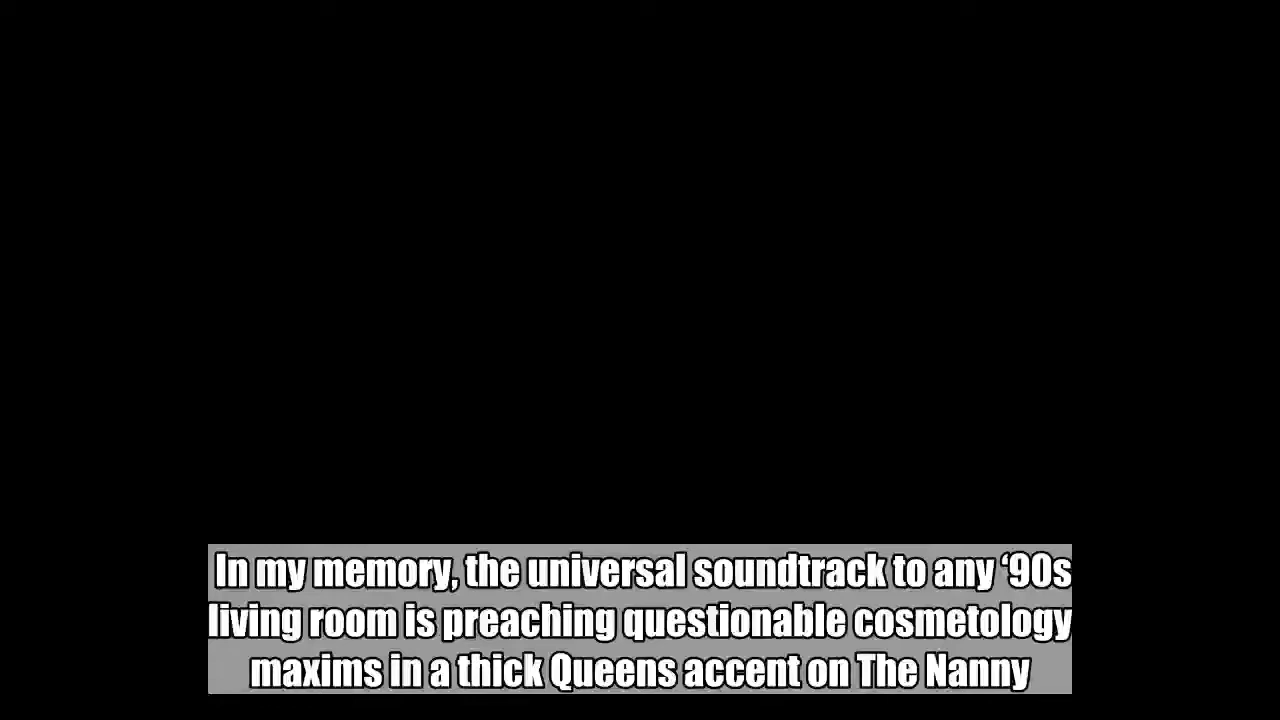 In my memory, the universal soundtrack to any ‘90s
living room is preaching questionable cosmetology
maxims in a thick Queens accent on The Nanny